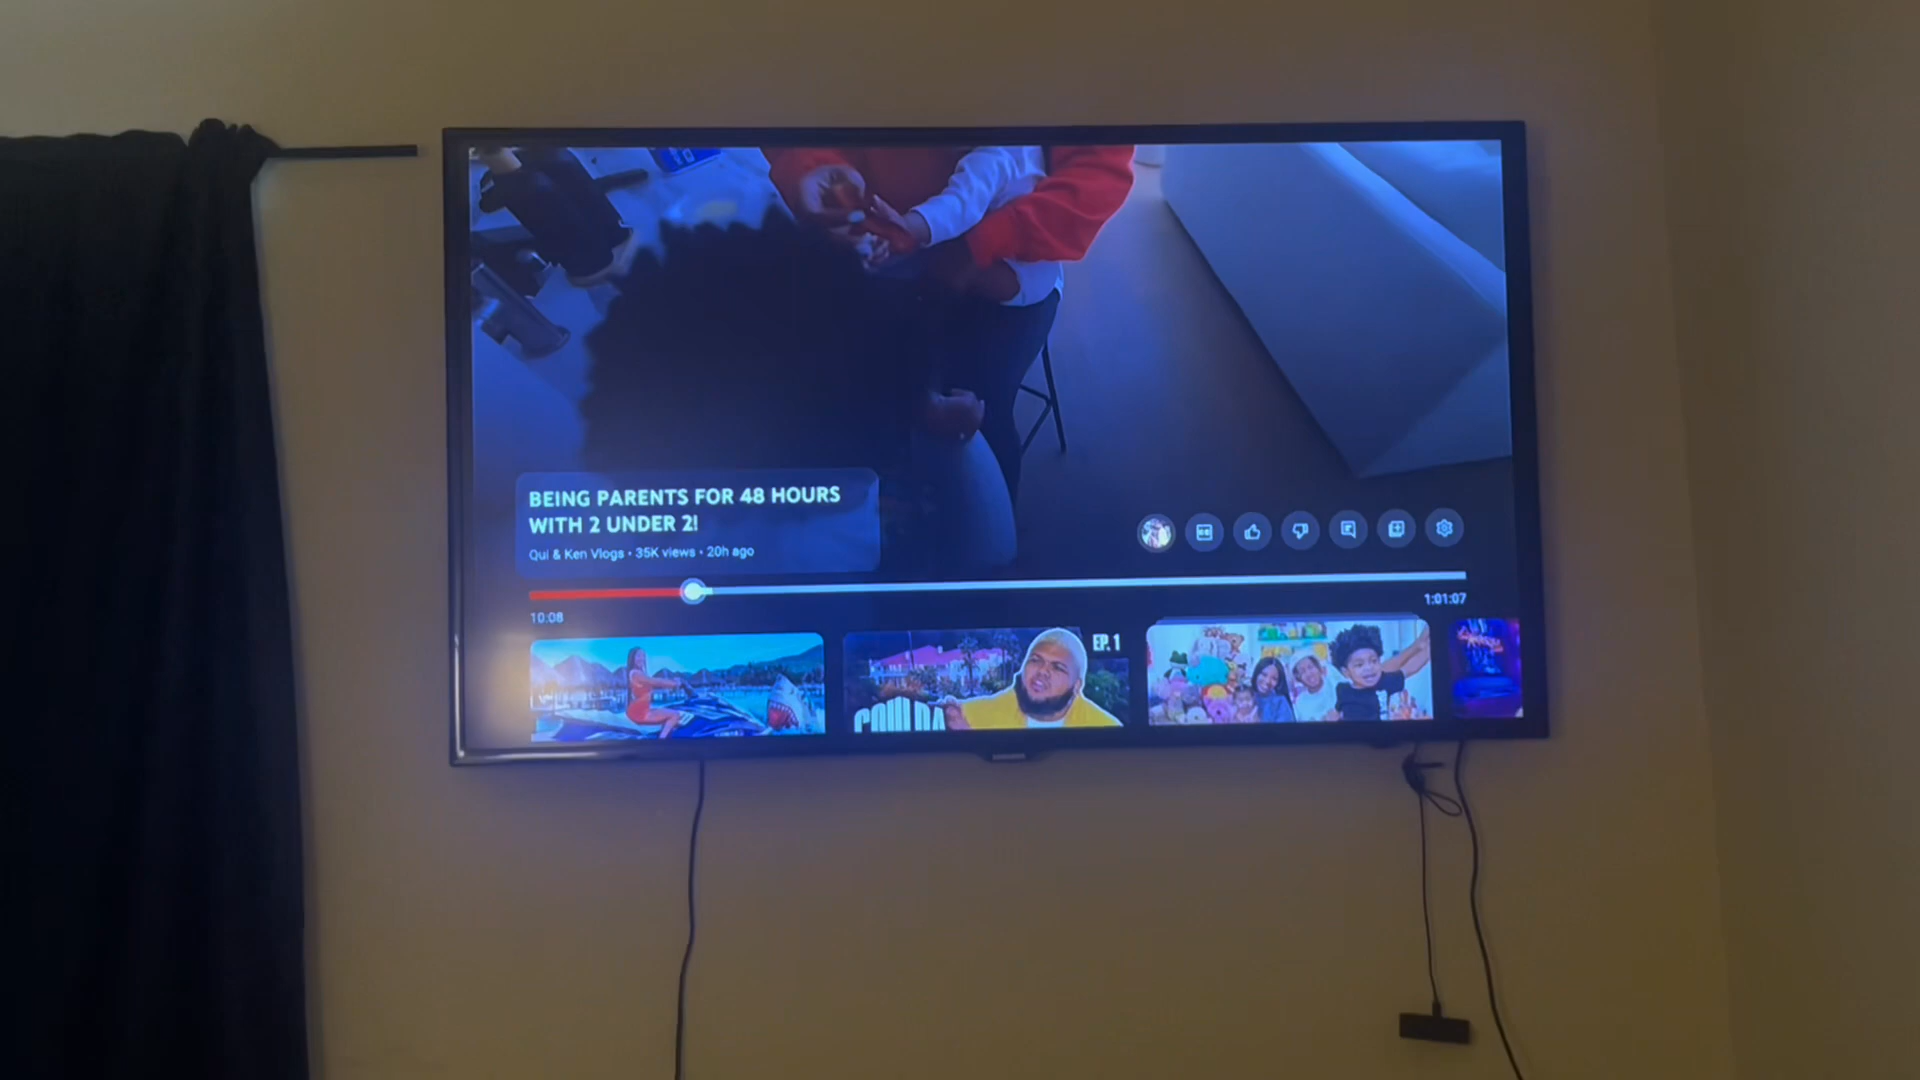 BEING PARENTS FOR 48 HOURS
WITH 2 UNDER 2!
Qui & Ken Vlogs • 35K views • 20h ago
10:08
1:01:07
EP. 1